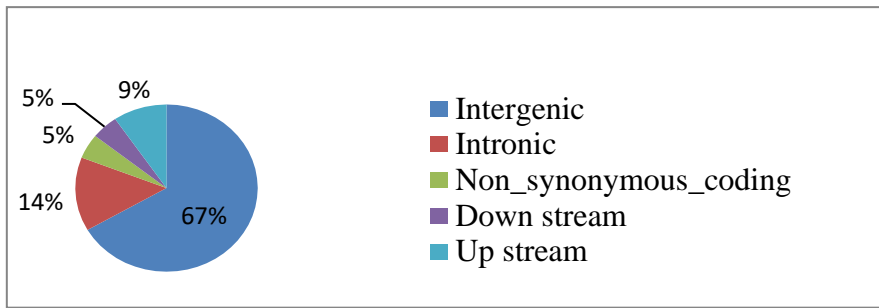 5%
9%
5%
14%
67%
Intergenic
Intronic
Non_synonymous_coding
Down stream
Up stream